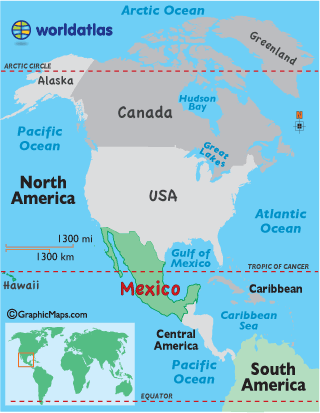 Arctic Ocean
worldatlas
Greenland
ARCTIC CIRCLE
Alaska
Canada
Hudson
Bay
Pacific
Ocean
Great
Lakes
North
America
USA
Atlantic
Ocean
1300 mi
1300 km
Gulf of
Mexico
TROPIC OF CANCER
Hawaii
Mexico
Caribbean
©GraphicMaps.com
Caribbean
Sea
Central
America
Pacific
Ocean
South
America
EQUATOR